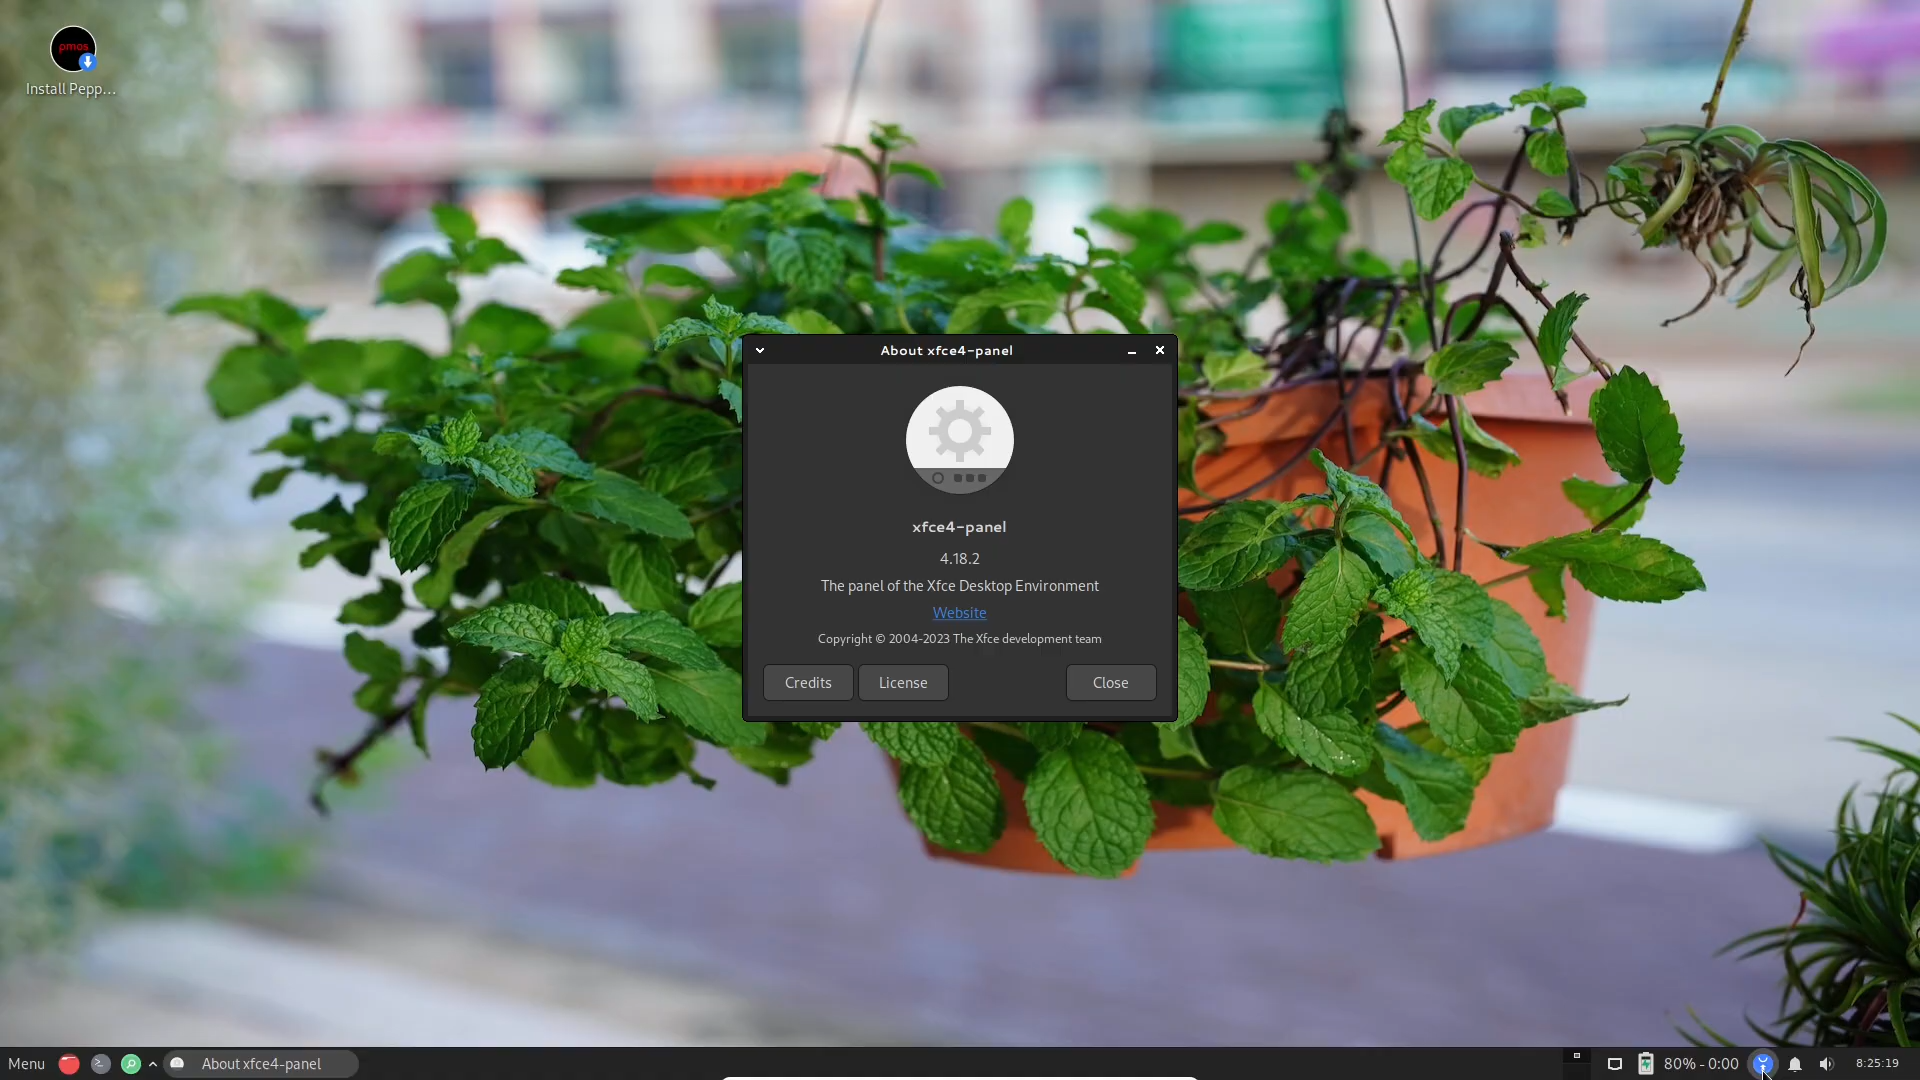 pmos
Install Pepp...
About xfce4-panel
xfce4-panel
4.18.2
The panel of the Xfce Desktop Environment
Website
Copyright © 2004-2023 The Xfce development team
Credits
License
Close
Menu
About xfce4-panel
80% - 0:00
8:25:19